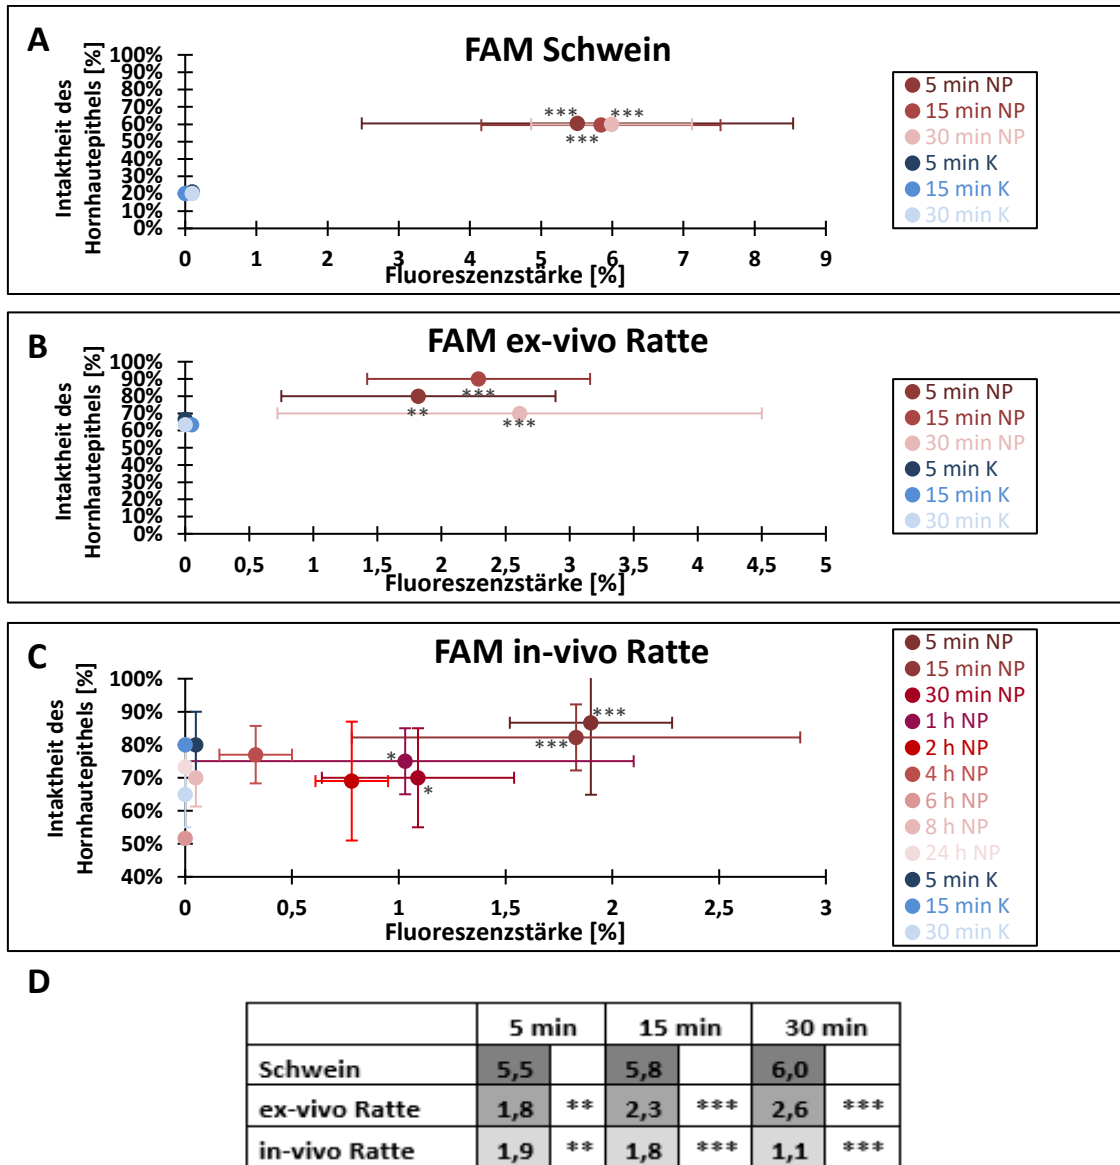 A
FAM Schwein
Intaktheit des
Hornhautepithels [%]
100%
90%
80%
70%
60%
50%
40%
30%
20%
10%
0%
***
***
***
0 1 2 3 4 5 6 7 8 9
Fluoreszenzstärke [%]
5 min NP
15 min NP
30 min NP
5 min K
15 min K
30 min K
B
FAM ex-vivo Ratte
Intaktheit des
Hornhautepithels [%]
100%
90%
80%
70%
60%
50%
40%
30%
20%
10%
0%
***
**
***
0 0,5 1 1,5 2 2,5 3 3,5 4 4,5 5
Fluoreszenzstärke [%]
5 min NP
15 min NP
30 min NP
5 min K
15 min K
30 min K
C
FAM in-vivo Ratte
Intaktheit des
Hornhautepithels [%]
100%
90%
80%
70%
60%
50%
40%
***
***
*
*
0 0,5 1 1,5 2 2,5 3
Fluoreszenzstärke [%]
5 min NP
15 min NP
30 min NP
1 h NP
2 h NP
4 h NP
6 h NP
8 h NP
24 h NP
5 min K
15 min K
30 min K
D
5 min 15 min 30 min
Schwein 5,5 5,8 6,0
ex-vivo Ratte 1,8 ** 2,3 *** 2,6 ***
in-vivo Ratte 1,9 ** 1,8 *** 1,1 ***